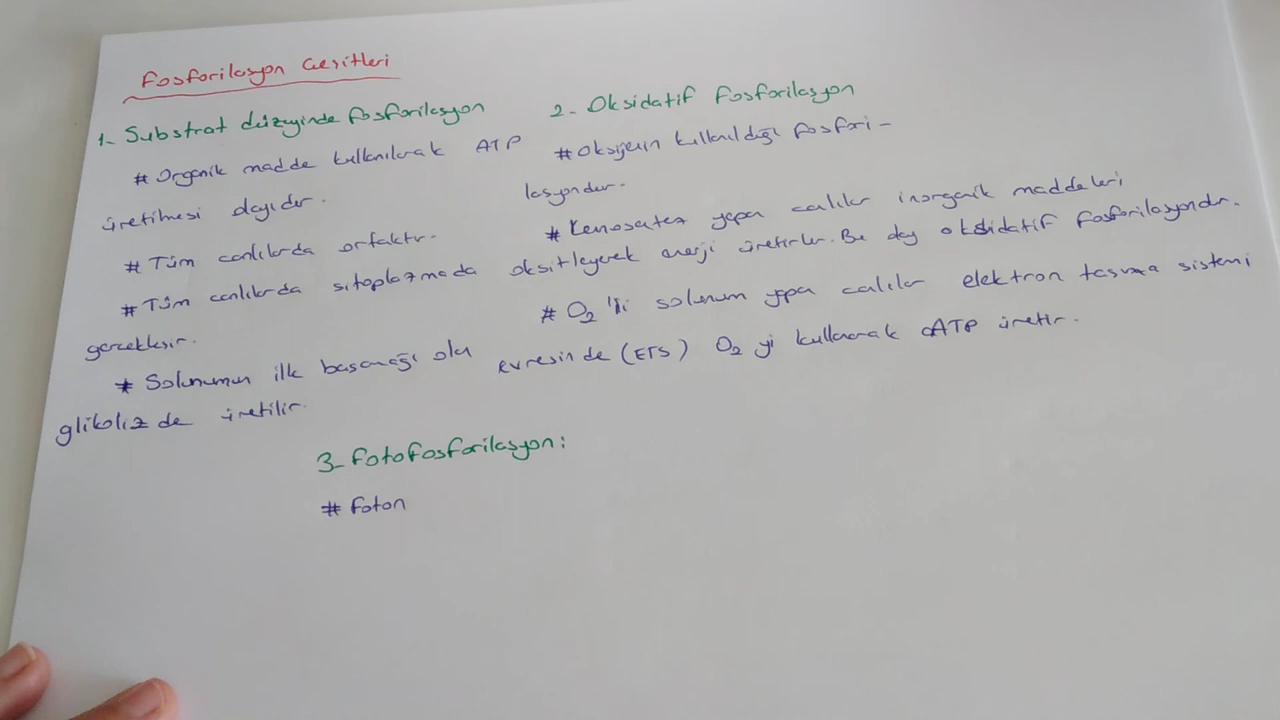 Fosforilasyon Çeşitleri
1- Substrat düzeyinde fosforilasyon
# Organik madde kullanılarak ATP
üretilmesi olayıdır.
# Tüm canlılarda ortaktır.
# Tüm canlılarda sitoplazmada
gerçekleşir.
* Solunumun ilk basamağı olan
glikoliz de üretilir.
2- Oksidatif fosforilasyon
# Oksijenin kullanıldığı fosfori-
lasyondur.
# Kemosentez yapan canlılar inorganik maddeleri
oksitleyerek enerji üretirler. Bu olay oksidatif fosforilasyondur.
# O₂'li solunum yapan canlılar elektron taşıma sistemi
evresinde (ETS) O₂ yi kullanarak ATP üretir.
3- Fotofosforilasyon:
# Foton